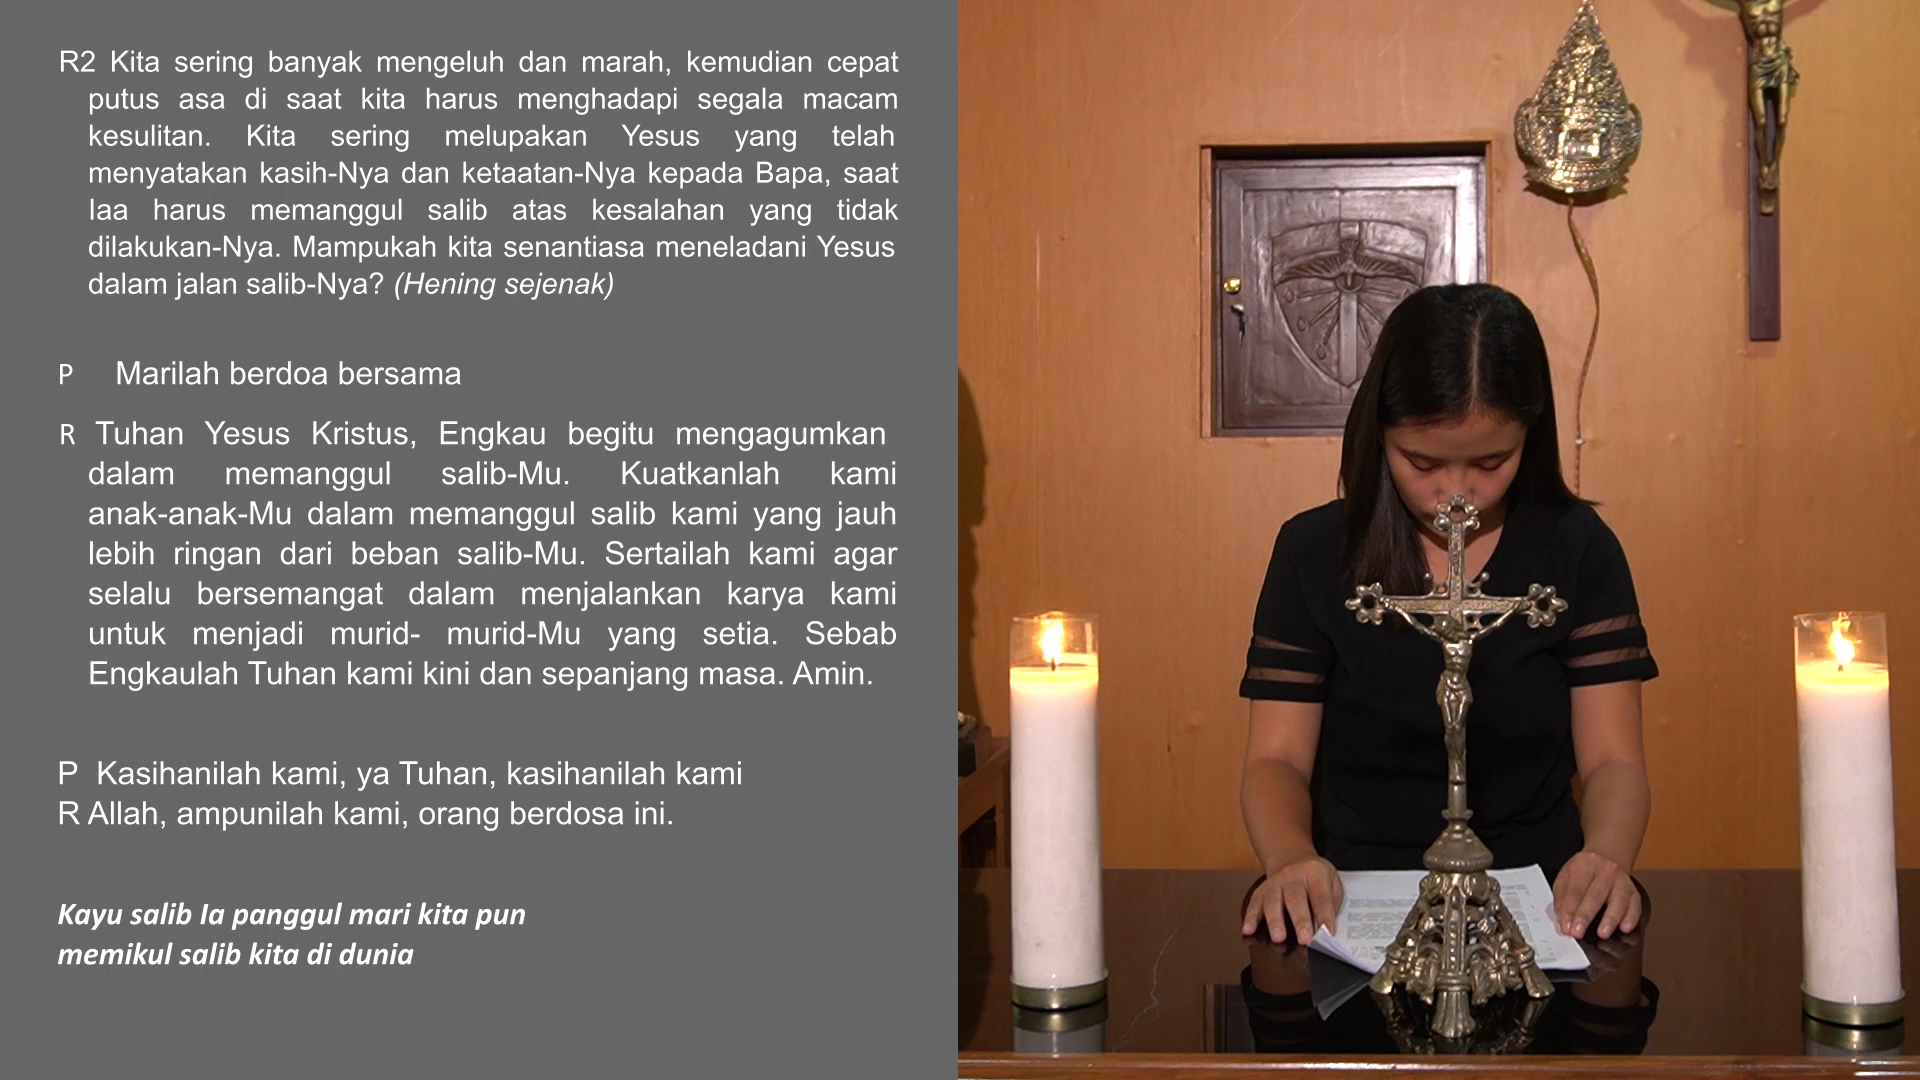 R2 Kita sering banyak mengeluh dan marah, kemudian cepat
putus asa di saat kita harus menghadapi segala macam
kesulitan. Kita sering melupakan Yesus yang telah
menyatakan kasih-Nya dan ketaatan-Nya kepada Bapa, saat
Iaa harus memanggul salib atas kesalahan yang tidak
dilakukan-Nya. Mampukah kita senantiasa meneladani Yesus
dalam jalan salib-Nya? (Hening sejenak)
P Marilah berdoa bersama
R Tuhan Yesus Kristus, Engkau begitu mengagumkan
dalam memanggul salib-Mu. Kuatkanlah kami
anak-anak-Mu dalam memanggul salib kami yang jauh
lebih ringan dari beban salib-Mu. Sertailah kami agar
selalu bersemangat dalam menjalankan karya kami
untuk menjadi murid- murid-Mu yang setia. Sebab
Engkaulah Tuhan kami kini dan sepanjang masa. Amin.
P Kasihanilah kami, ya Tuhan, kasihanilah kami
R Allah, ampunilah kami, orang berdosa ini.
Kayu salib Ia panggul mari kita pun
memikul salib kita di dunia